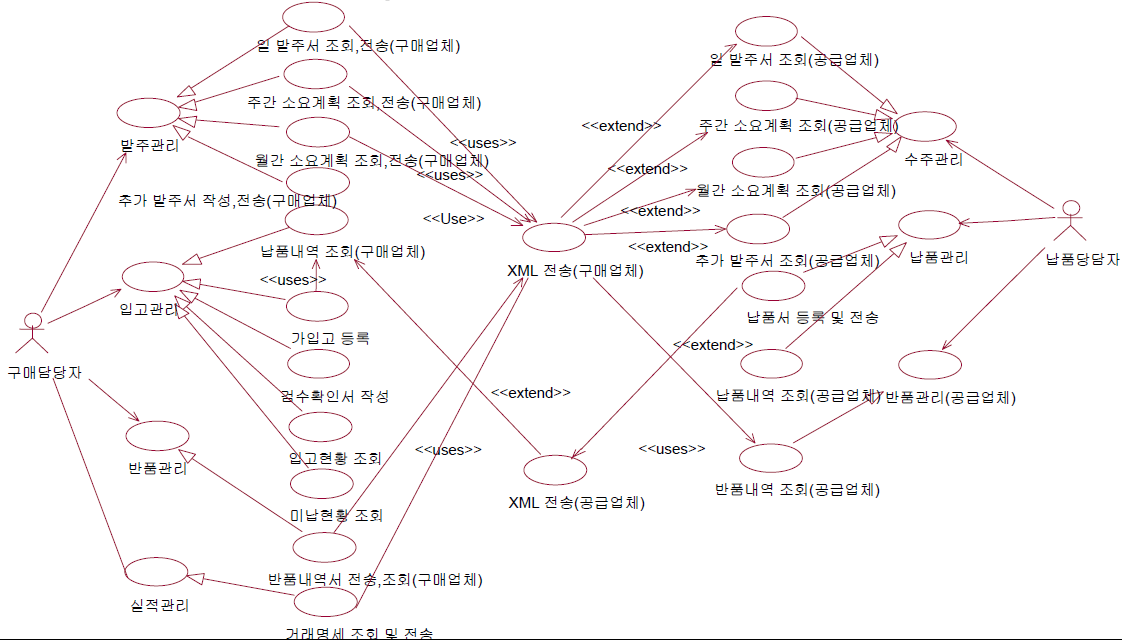 일 발주서 조회,전송(구매업체)
일 발주서 조회(공급업체)
주간 소요계획 조회,전송(구매업체)
<<extend>>
주간 소요계획 조회(공급업체)
발주관리
<<uses>>
월간 소요계획 조회,전송(구매업체)
수주관리
<<uses>>
<<extend>>
월간 소요계획 조회(공급업체)
추가 발주서 작성,전송(구매업체)
<<Use>>
<<extend>>
납품내역 조회(구매업체)
<<extend>>
추가 발주서 조회(공급업체)
납품관리
납품담당자
XML 전송(구매업체)
<<uses>>
입고관리
납품서 등록 및 전송
가입고 등록
<<extend>>
구매담당자
검수확인서 작성
<<extend>>
납품내역 조회(공급업체)
반품관리(공급업체)
입고현황 조회
<<uses>>
<<uses>>
반품관리
반품내역 조회(공급업체)
XML 전송(공급업체)
미납현황 조회
반품내역서 전송,조회(구매업체)
실적관리
거래명세 조회 및 전송